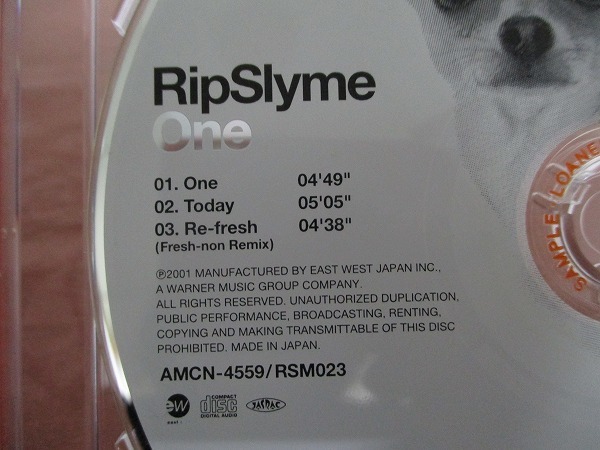 RipSlyme
One
01. One 04'49"
02. Today 05'05"
03. Re-fresh 04'38"
(Fresh-non Remix)
℗2001 MANUFACTURED BY EAST WEST JAPAN INC.,
A WARNER MUSIC GROUP COMPANY.
ALL RIGHTS RESERVED. UNAUTHORIZED DUPLICATION,
PUBLIC PERFORMANCE, BROADCASTING, RENTING,
COPYING AND MAKING TRANSMITTABLE OF THIS DISC
PROHIBITED. MADE IN JAPAN.
AMCN-4559/RSM023
ew
COMPACT
disc
DIGITAL AUDIO
JASRAC
SAMPLE LOANE